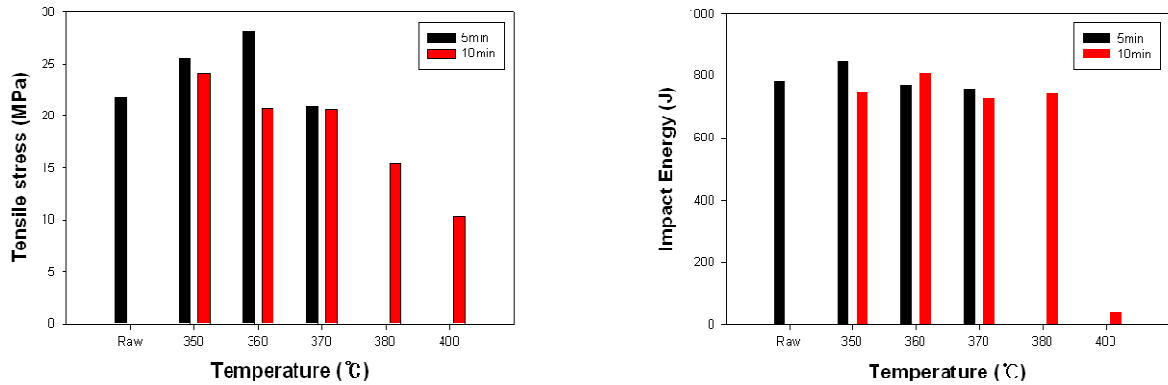 30
25
20
15
10
5
0
Tensile stress (MPa)
5min
10min
Raw 350 360 370 380 400
Temperature (℃)
1000
800
600
400
200
0
Impact Energy (J)
5min
10min
Raw 350 360 370 380 400
Temperature (℃)